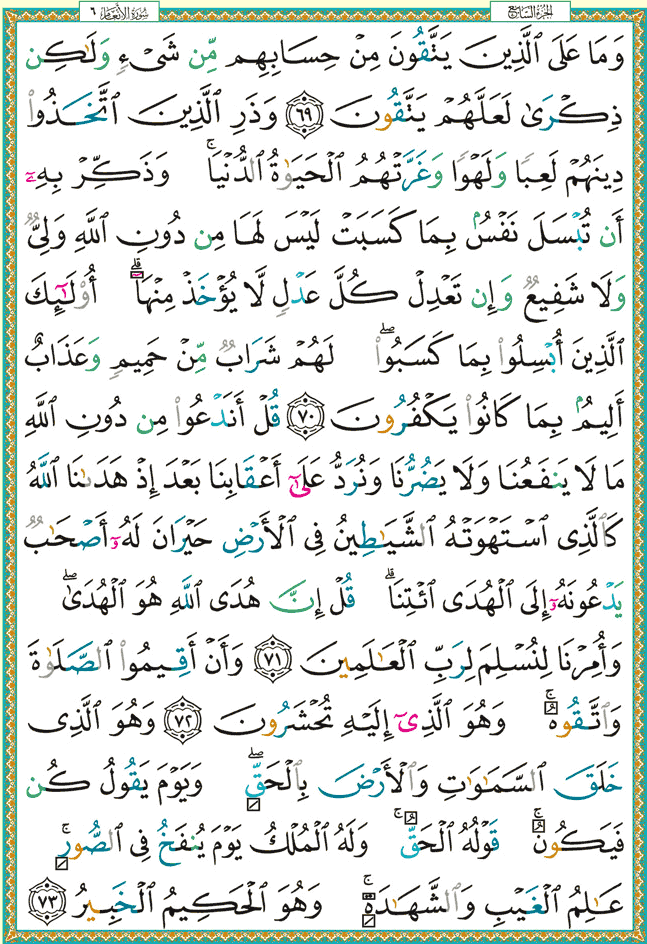 الجزء السابع
سورة الأنعام ٦
وَمَا عَلَى ٱلَّذِينَ يَتَّقُونَ مِنْ حِسَابِهِم مِّن شَىْءٍ وَلَٰكِن
ذِكْرَىٰ لَعَلَّهُمْ يَتَّقُونَ ٦٩ وَذَرِ ٱلَّذِينَ ٱتَّخَذُوا۟
دِينَهُمْ لَعِبًا وَلَهْوًا وَغَرَّتْهُمُ ٱلْحَيَوٰةُ ٱلدُّنْيَا ۚ وَذَكِّرْ بِهِۦٓ
أَن تُبْسَلَ نَفْسٌۢ بِمَا كَسَبَتْ لَيْسَ لَهَا مِن دُونِ ٱللَّهِ وَلِىٌّ
وَلَا شَفِيعٌ وَإِن تَعْدِلْ كُلَّ عَدْلٍ لَّا يُؤْخَذْ مِنْهَآ ۗ أُو۟لَٰٓئِكَ
ٱلَّذِينَ أُبْسِلُوا۟ بِمَا كَسَبُوا۟ ۖ لَهُمْ شَرَابٌ مِّنْ حَمِيمٍ وَعَذَابٌ
أَلِيمٌۢ بِمَا كَانُوا۟ يَكْفُرُونَ ٧٠ قُلْ أَنَدْعُوا۟ مِن دُونِ ٱللَّهِ
مَا لَا يَنفَعُنَا وَلَا يَضُرُّنَا وَنُرَدُّ عَلَىٰٓ أَعْقَابِنَا بَعْدَ إِذْ هَدَىٰنَا ٱللَّهُ
كَٱلَّذِى ٱسْتَهْوَتْهُ ٱلشَّيَٰطِينُ فِى ٱلْأَرْضِ حَيْرَانَ لَهُۥٓ أَصْحَٰبٌ
يَدْعُونَهُۥٓ إِلَى ٱلْهُدَى ٱئْتِنَا ۗ قُلْ إِنَّ هُدَى ٱللَّهِ هُوَ ٱلْهُدَىٰ ۖ
وَأُمِرْنَا لِنُسْلِمَ لِرَبِّ ٱلْعَٰلَمِينَ ٧١ وَأَنْ أَقِيمُوا۟ ٱلصَّلَوٰةَ
وَٱتَّقُوهُ ۚ وَهُوَ ٱلَّذِىٓ إِلَيْهِ تُحْشَرُونَ ٧٢ وَهُوَ ٱلَّذِى
خَلَقَ ٱلسَّمَٰوَٰتِ وَٱلْأَرْضَ بِٱلْحَقِّ ۖ وَيَوْمَ يَقُولُ كُن
فَيَكُونُ ۚ قَوْلُهُ ٱلْحَقُّ ۚ وَلَهُ ٱلْمُلْكُ يَوْمَ يُنفَخُ فِى ٱلصُّورِ ۚ
عَٰلِمُ ٱلْغَيْبِ وَٱلشَّهَٰدَةِ ۚ وَهُوَ ٱلْحَكِيمُ ٱلْخَبِيرُ ٧٣